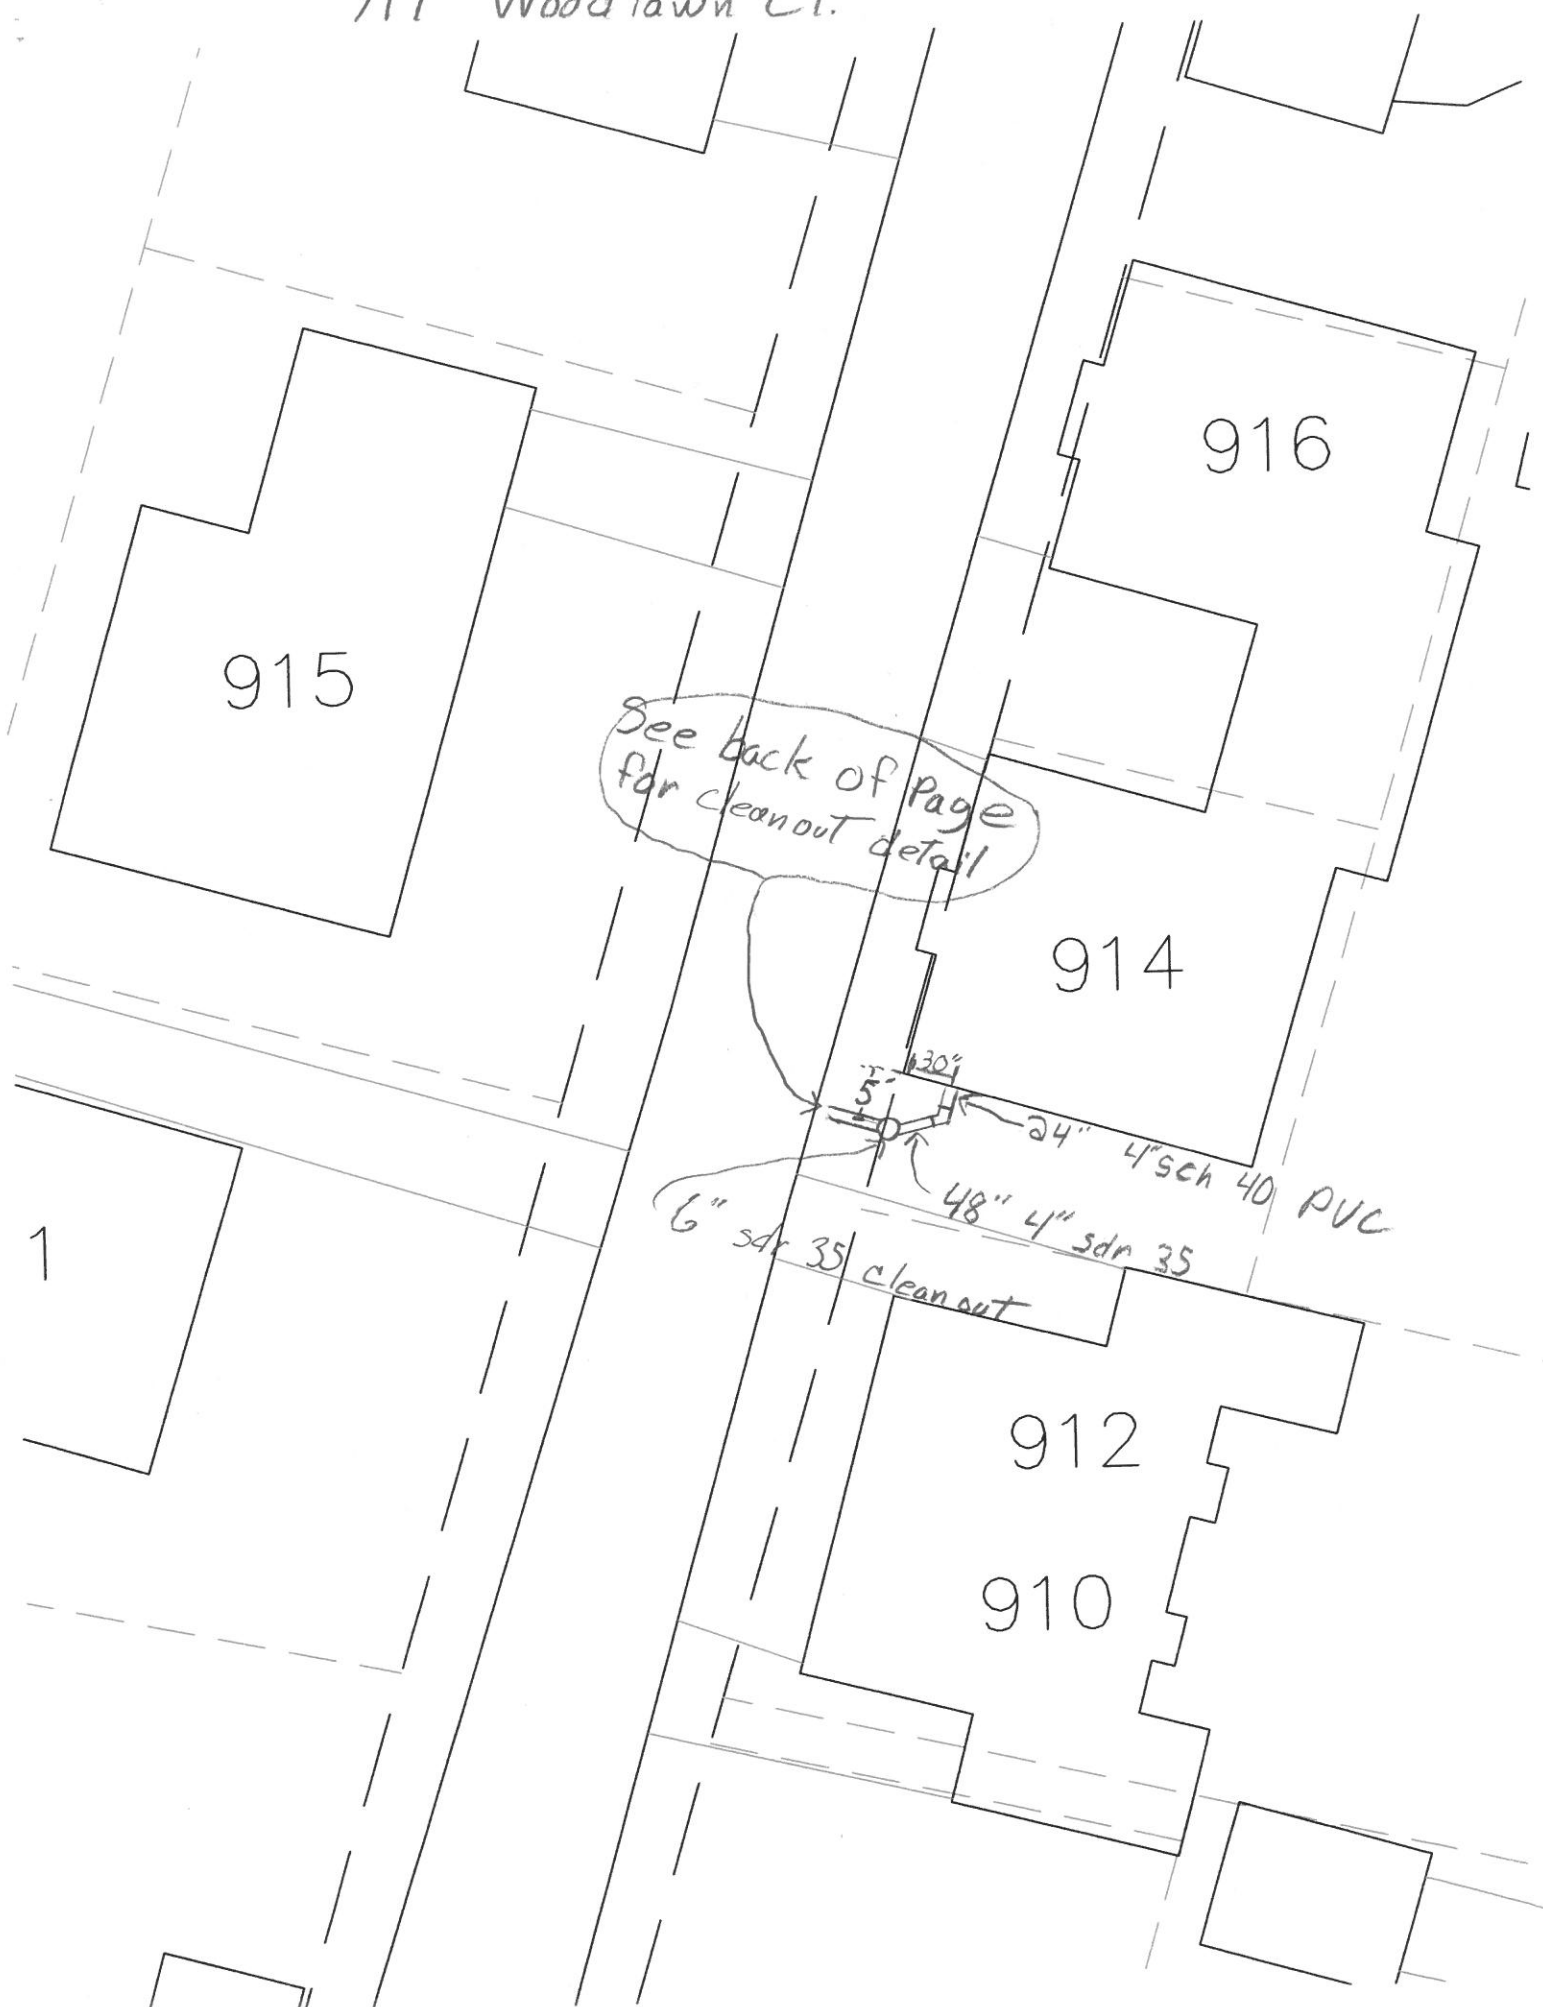 Woodlawn Ct.
916
915
See back of Page
for cleanout detail
914
30"
5'
24" 4" sch 40 PVC
48" 4" sdr 35
6" sdr 35 cleanout
1
912
910